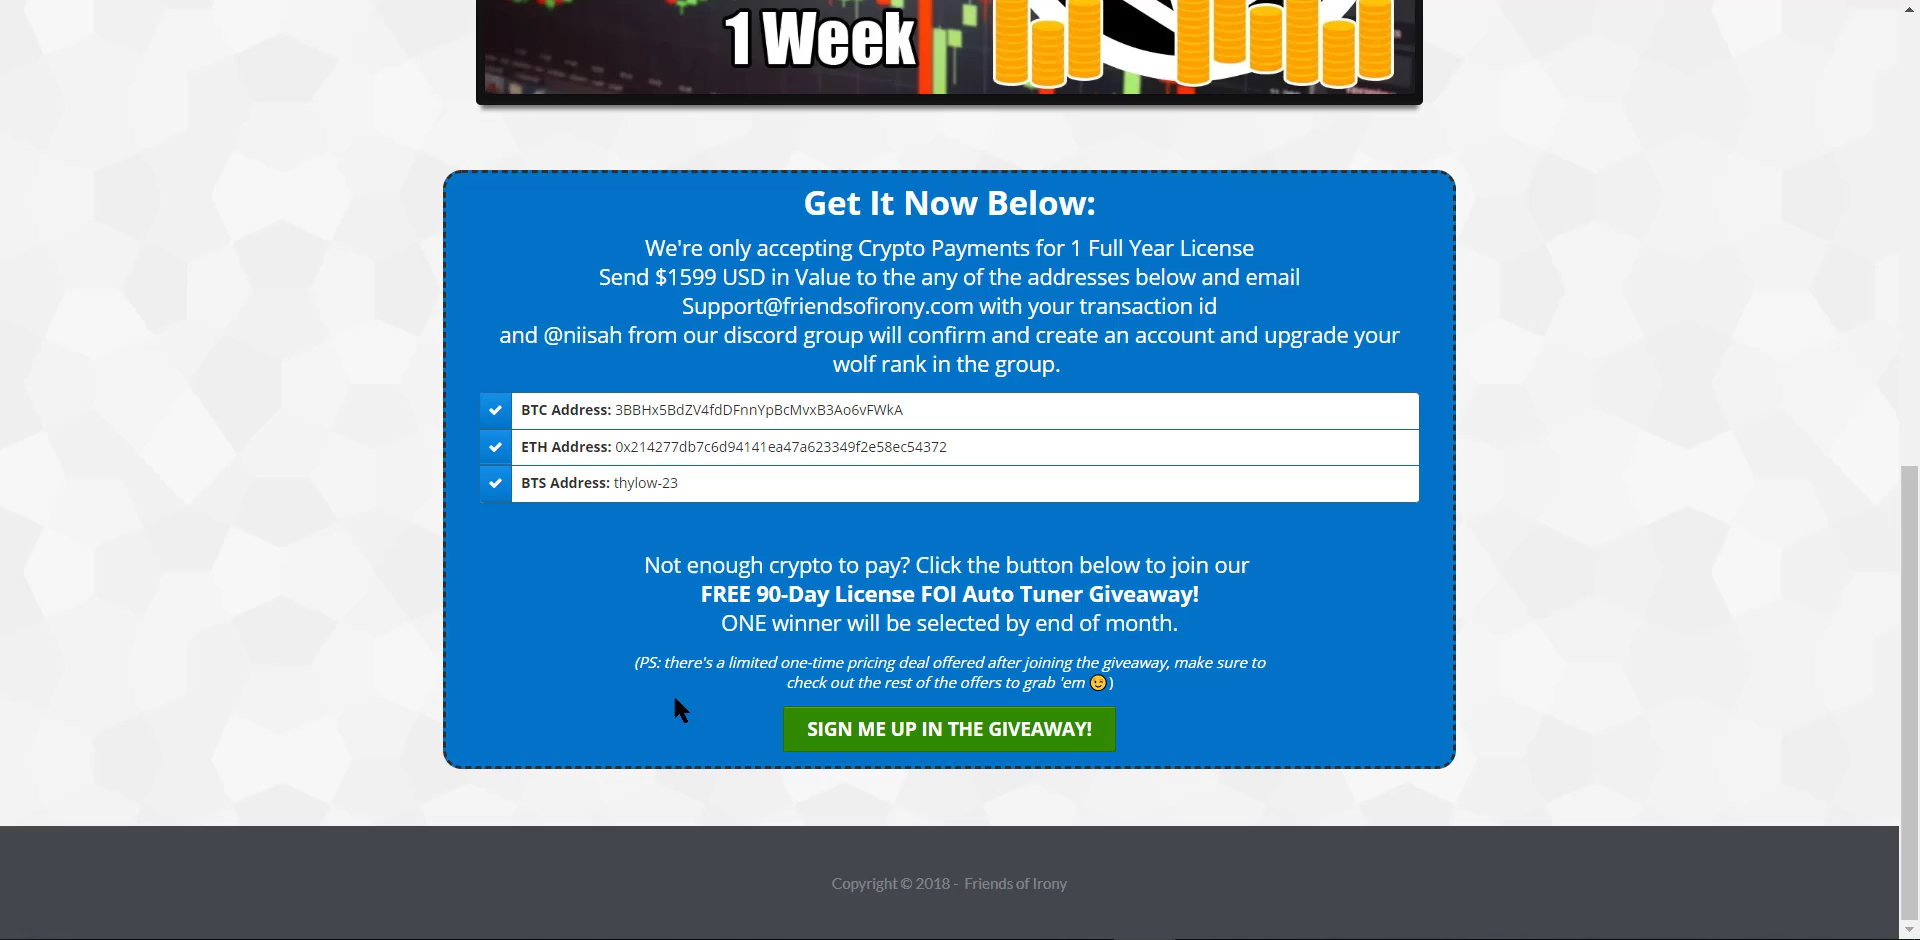 1 Week
Get It Now Below:
We're only accepting Crypto Payments for 1 Full Year License
Send $1599 USD in Value to the any of the addresses below and email
Support@friendsofirony.com with your transaction id
and @niisah from our discord group will confirm and create an account and upgrade your
wolf rank in the group.
BTC Address: 3BBHx5BdZV4fdDFnnYpBcMvxB3Ao6vFWkA
ETH Address: 0x214277db7c6d94141ea47a623349f2e58ec54372
BTS Address: thylow-23
Not enough crypto to pay? Click the button below to join our
FREE 90-Day License FOI Auto Tuner Giveaway!
ONE winner will be selected by end of month.
(PS: there's a limited one-time pricing deal offered after joining the giveaway, make sure to
check out the rest of the offers to grab 'em 😉)
SIGN ME UP IN THE GIVEAWAY!
Copyright © 2018 - Friends of Irony